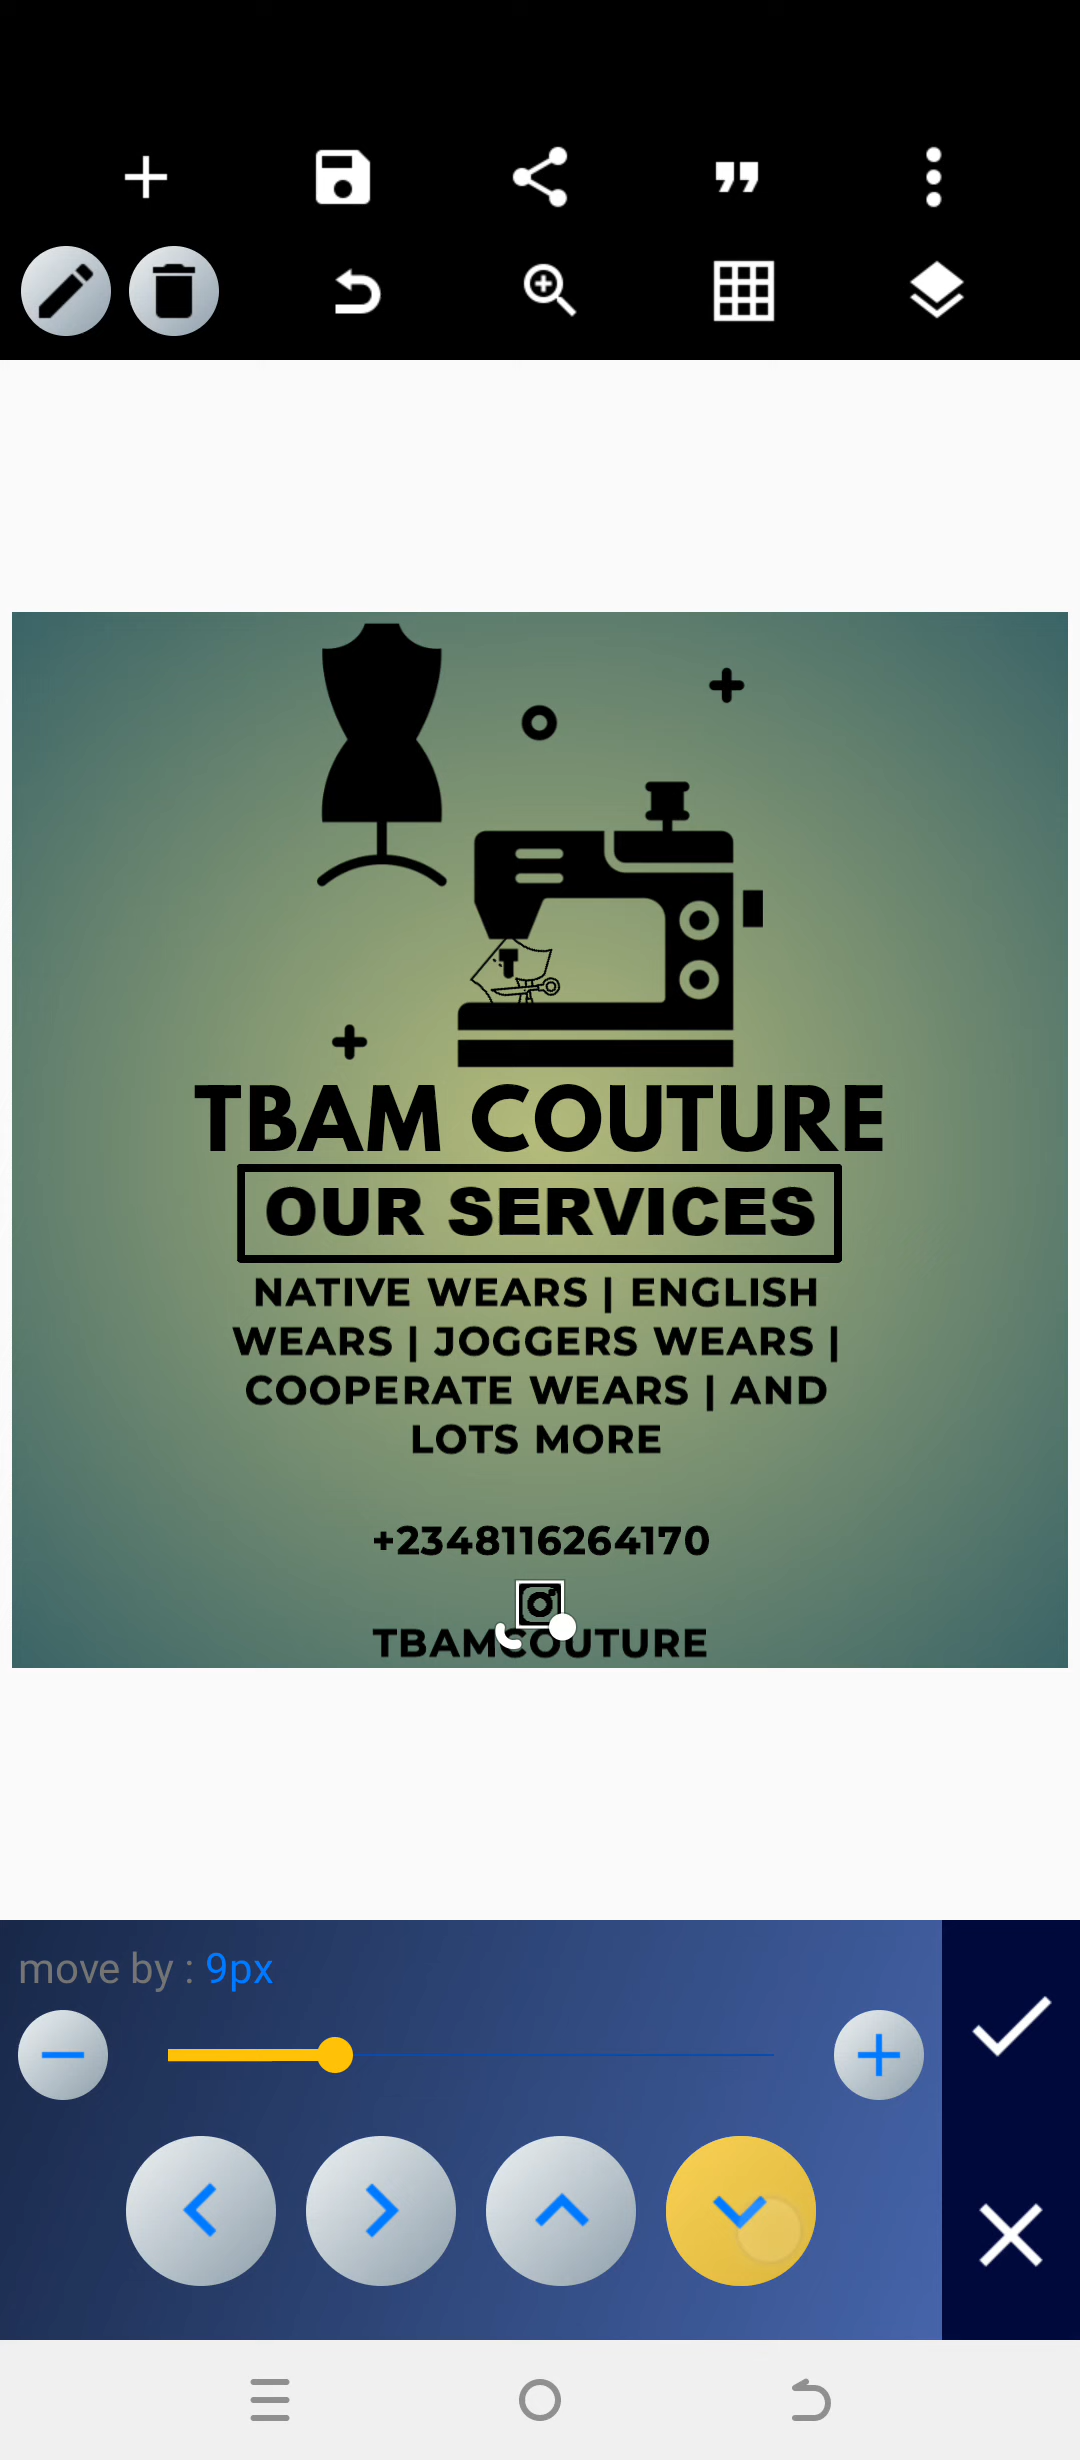 TBAM COUTURE
OUR SERVICES
NATIVE WEARS | ENGLISH
WEARS | JOGGERS WEARS |
COOPERATE WEARS | AND
LOTS MORE
+2348116264170
TBAMCOUTURE
move by : 9px